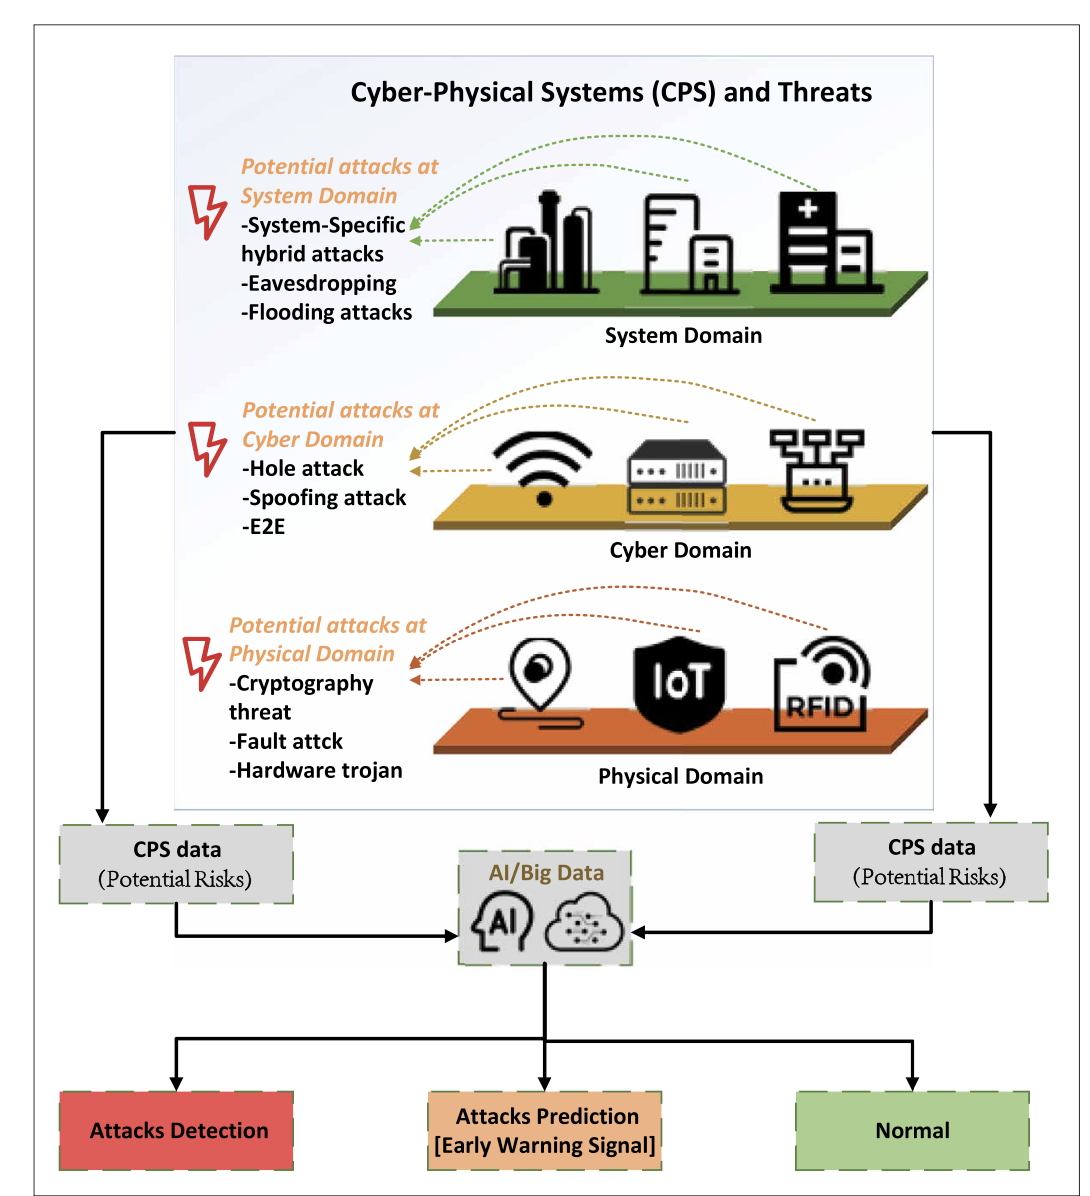 Cyber-Physical Systems (CPS) and Threats
Potential attacks at
System Domain
-System-Specific
hybrid attacks
-Eavesdropping
-Flooding attacks
System Domain
Potential attacks at
Cyber Domain
-Hole attack
-Spoofing attack
-E2E
Cyber Domain
Potential attacks at
Physical Domain
-Cryptography
threat
-Fault attck
-Hardware trojan
IoT
RFID
Physical Domain
CPS data
(Potential Risks)
AI/Big Data
AI
CPS data
(Potential Risks)
Attacks Detection
Attacks Prediction
[Early Warning Signal]
Normal